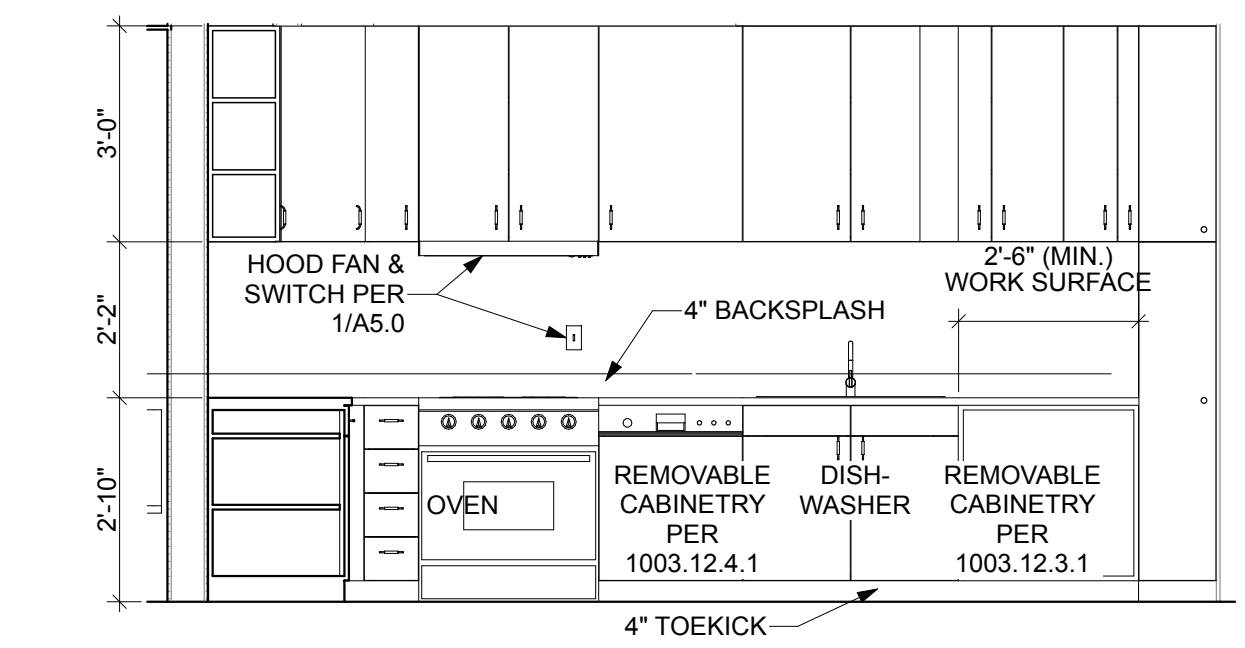 3'-0"
2'-2"
2'-10"
HOOD FAN &
SWITCH PER
1/A5.0
4" BACKSPLASH
2'-6" (MIN.)
WORK SURFACE
OVEN
REMOVABLE
CABINETRY
PER
1003.12.4.1
DISH-
WASHER
REMOVABLE
CABINETRY
PER
1003.12.3.1
4" TOEKICK